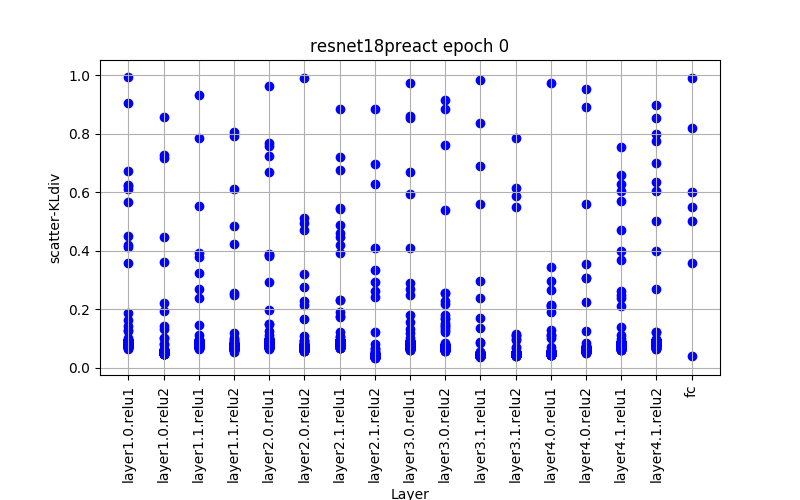 resnet18preact epoch 0
1.0
0.8
0.6
0.4
0.2
0.0
scatter-KLdiv
layer1.0.relu1
layer1.0.relu2
layer1.1.relu1
layer1.1.relu2
layer2.0.relu1
layer2.0.relu2
layer2.1.relu1
layer2.1.relu2
layer3.0.relu1
layer3.0.relu2
layer3.1.relu1
layer3.1.relu2
layer4.0.relu1
layer4.0.relu2
layer4.1.relu1
layer4.1.relu2
fc
Layer